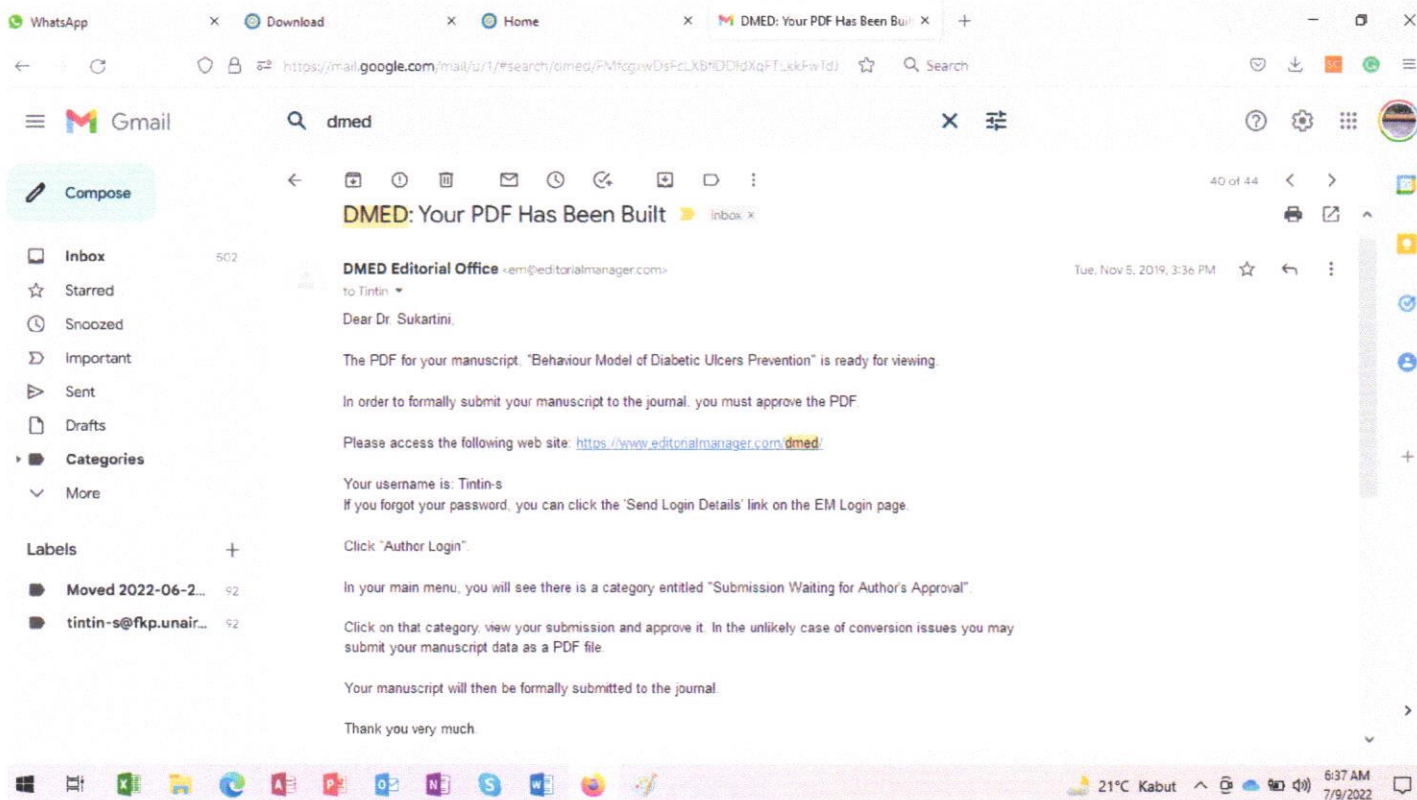 WhatsApp
Download
Home
DMED: Your PDF Has Been Buil
https://mail.google.com/mail/u/1/#search/dmed/
Search
Gmail
dmed
Compose
40 of 44
DMED: Your PDF Has Been Built
Inbox x
Inbox 502
Starred
Snoozed
Important
Sent
Drafts
Categories
More
Labels
Moved 2022-06-2... 92
tintin-s@fkp.unair... 92
DMED Editorial Office <em@editorialmanager.com>
Tue, Nov 5, 2019, 3:36 PM
to Tintin
Dear Dr. Sukartini,
The PDF for your manuscript, "Behaviour Model of Diabetic Ulcers Prevention" is ready for viewing.
In order to formally submit your manuscript to the journal, you must approve the PDF.
Please access the following web site: https://www.editorialmanager.com/dmed/
Your username is: Tintin-s
If you forgot your password, you can click the 'Send Login Details' link on the EM Login page.
Click "Author Login".
In your main menu, you will see there is a category entitled "Submission Waiting for Author's Approval".
Click on that category, view your submission and approve it. In the unlikely case of conversion issues you may
submit your manuscript data as a PDF file.
Your manuscript will then be formally submitted to the journal.
Thank you very much.
21°C Kabut
6:37 AM
7/9/2022